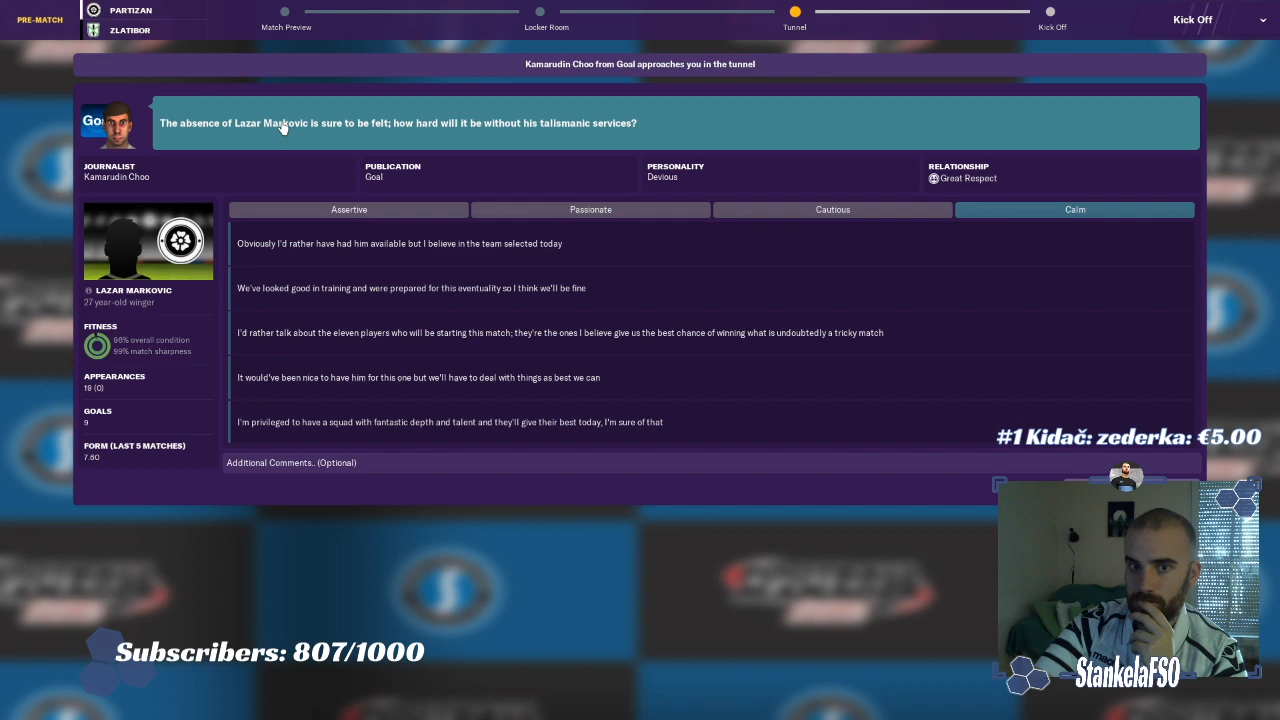 PRE-MATCH
PARTIZAN
ZLATIBOR
Match Preview
Locker Room
Tunnel
Kick Off
Kick Off
Kamarudin Choo from Goal approaches you in the tunnel
Go
The absence of Lazar Markovic is sure to be felt; how hard will it be without his talismanic services?
JOURNALIST
Kamarudin Choo
PUBLICATION
Goal
PERSONALITY
Devious
RELATIONSHIP
Great Respect
Assertive
Passionate
Cautious
Calm
LAZAR MARKOVIC
27 year-old winger
FITNESS
96% overall condition
99% match sharpness
APPEARANCES
19 (0)
GOALS
9
FORM (LAST 5 MATCHES)
7.60
Obviously I'd rather have had him available but I believe in the team selected today
We've looked good in training and were prepared for this eventuality so I think we'll be fine
I'd rather talk about the eleven players who will be starting this match; they're the ones I believe give us the best chance of winning what is undoubtedly a tricky match
It would've been nice to have him for this one but we'll have to deal with things as best we can
I'm privileged to have a squad with fantastic depth and talent and they'll give their best today, I'm sure of that
Additional Comments.. (Optional)
#1 Kidač: zederka: €5.00
Subscribers: 807/1000
StankelaFSO